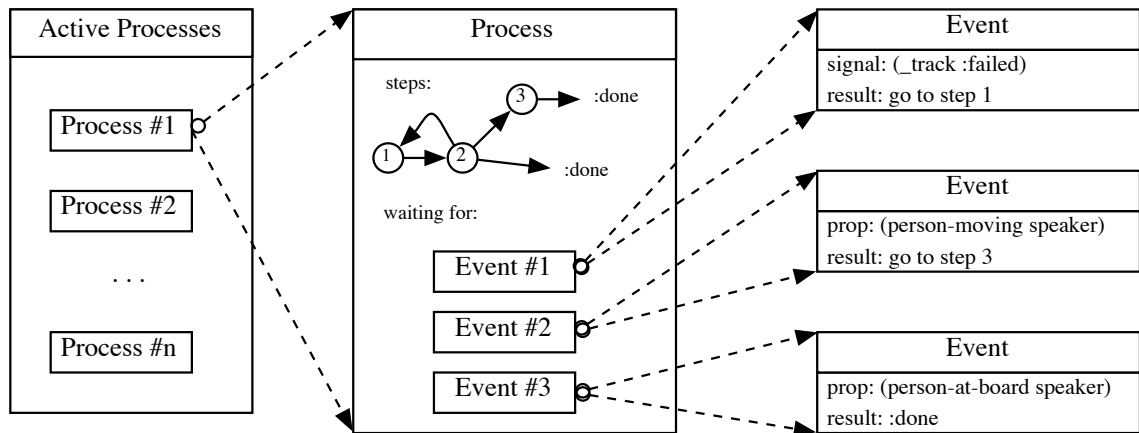 Active Processes
Process #1
Process #2
. . .
Process #n
Process
steps:
1
2
3
:done
:done
waiting for:
Event #1
Event #2
Event #3
Event
signal: (_track :failed)
result: go to step 1
Event
prop: (person-moving speaker)
result: go to step 3
Event
prop: (person-at-board speaker)
result: :done